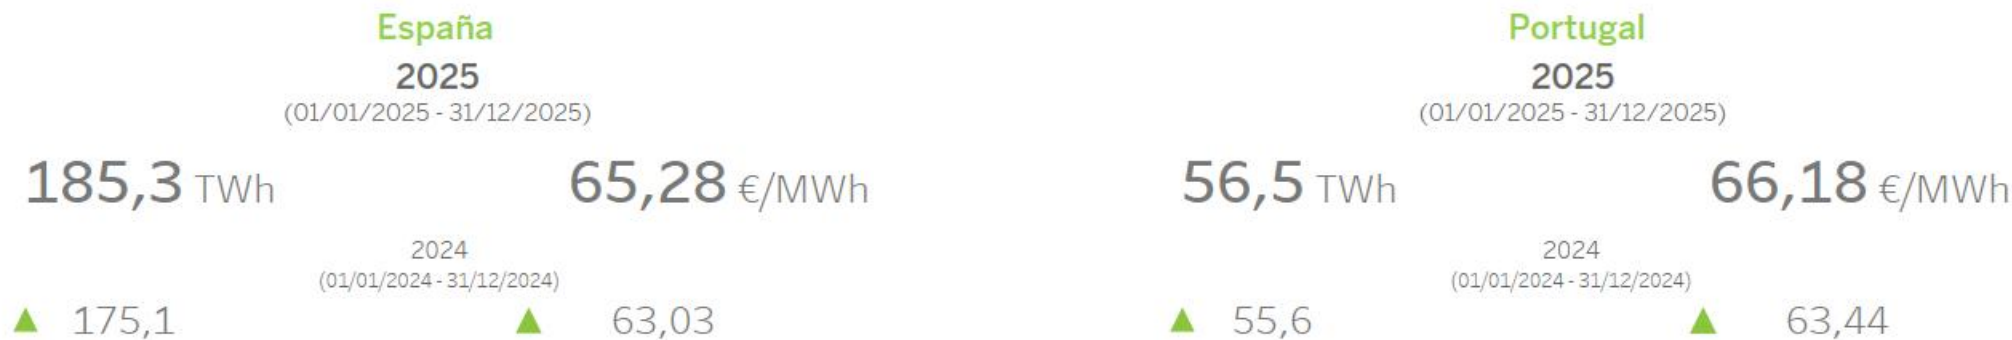 España
2025
(01/01/2025 - 31/12/2025)
185,3 TWh
65,28 €/MWh
2024
(01/01/2024 - 31/12/2024)
175,1
63,03
Portugal
2025
(01/01/2025 - 31/12/2025)
56,5 TWh
66,18 €/MWh
2024
(01/01/2024 - 31/12/2024)
55,6
63,44